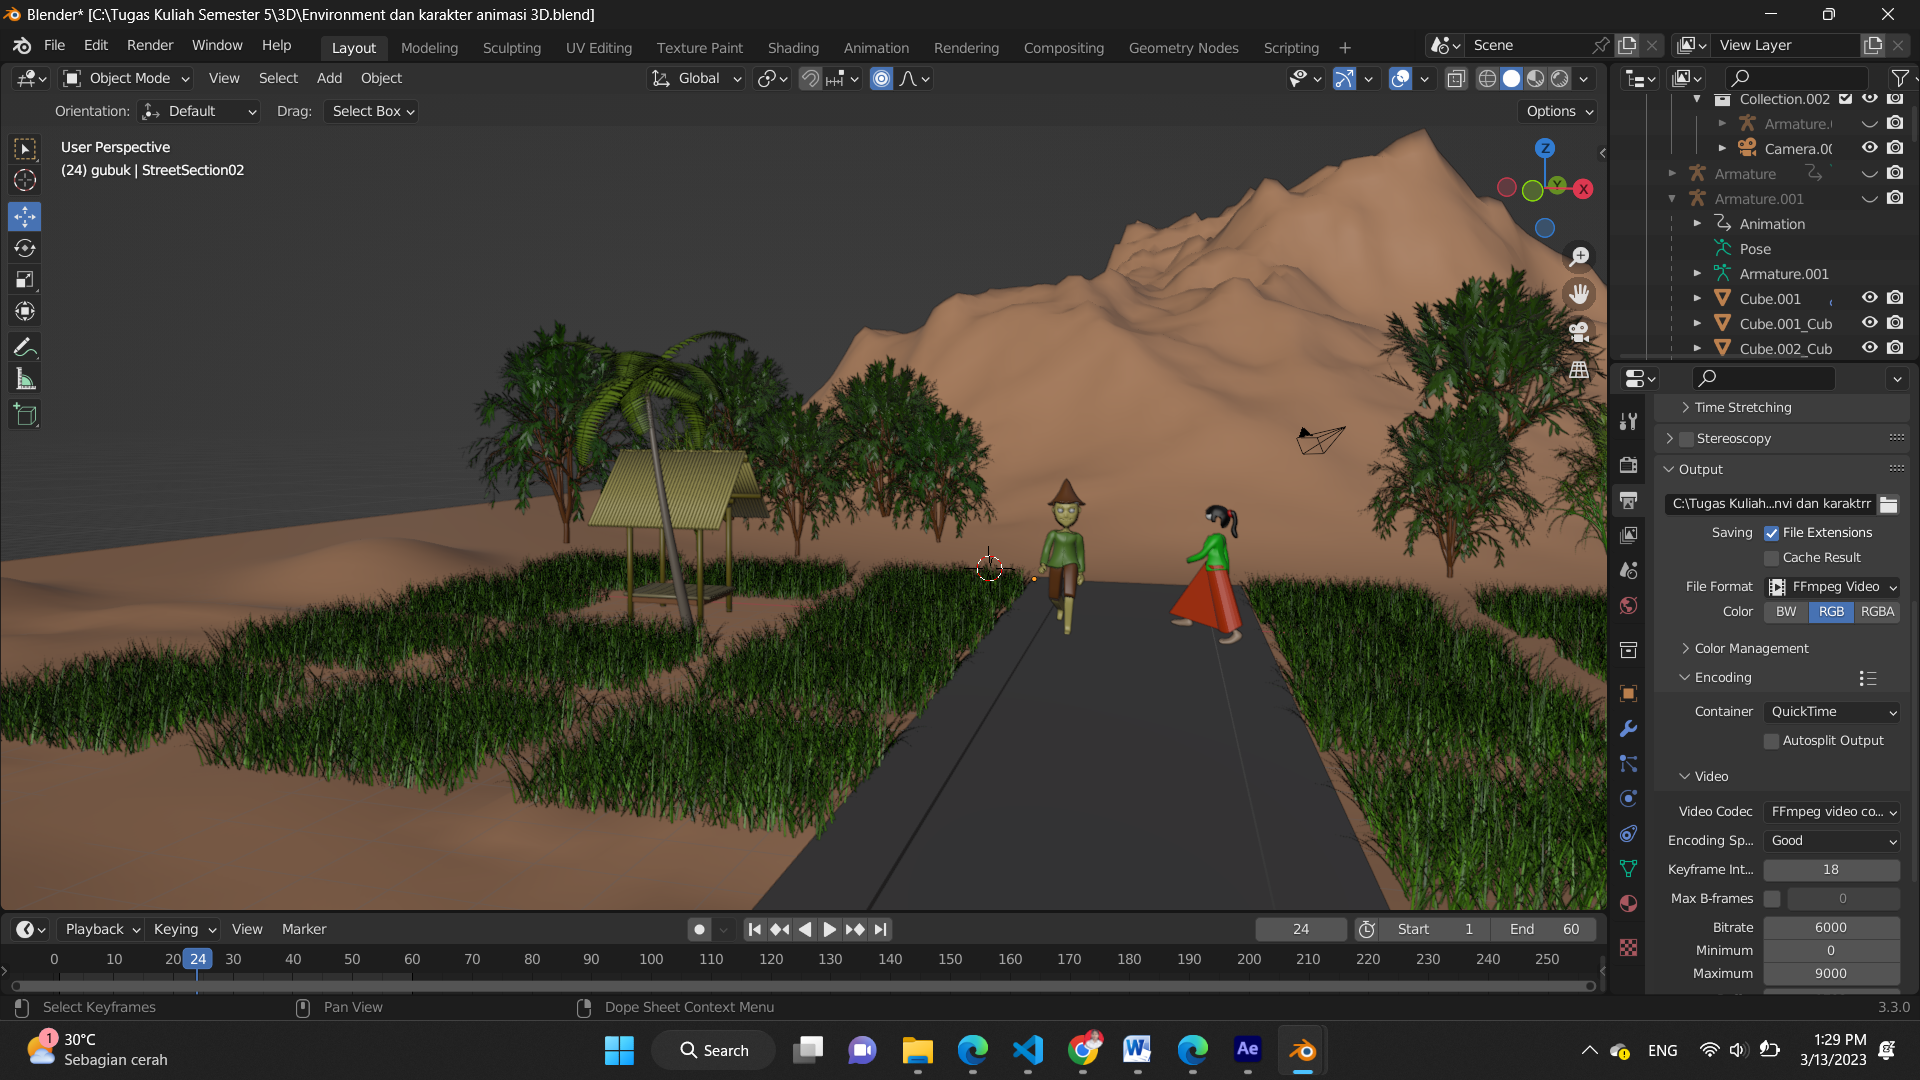 Blender* [C:\Tugas Kuliah Semester 5\3D\Environment dan karakter animasi 3D.blend]
File Edit Render Window Help Layout Modeling Sculpting UV Editing Texture Paint Shading Animation Rendering Compositing Geometry Nodes Scripting + Scene View Layer
Object Mode View Select Add Object Global
Orientation: Default Drag: Select Box Options
User Perspective
(24) gubuk | StreetSection02
Z
Y
X
Collection.002
Armature.(
Camera.00
Armature
Armature.001
Animation
Pose
Armature.001
Cube.001
Cube.001_Cub
Cube.002_Cub
Time Stretching
Stereoscopy
Output
C:\Tugas Kuliah...nvi dan karaktrr
Saving File Extensions
Cache Result
File Format FFmpeg Video
Color BW RGB RGBA
Color Management
Encoding
Container QuickTime
Autosplit Output
Video
Video Codec FFmpeg video co...
Encoding Sp... Good
Keyframe Int... 18
Max B-frames 0
Bitrate 6000
Minimum 0
Maximum 9000
Playback Keying View Marker 24 Start 1 End 60
0 10 20 24 30 40 50 60 70 80 90 100 110 120 130 140 150 160 170 180 190 200 210 220 230 240 250
Select Keyframes Pan View Dope Sheet Context Menu 3.3.0
1
30°C
Sebagian cerah
Search
W
Ae
ENG
1:29 PM
3/13/2023